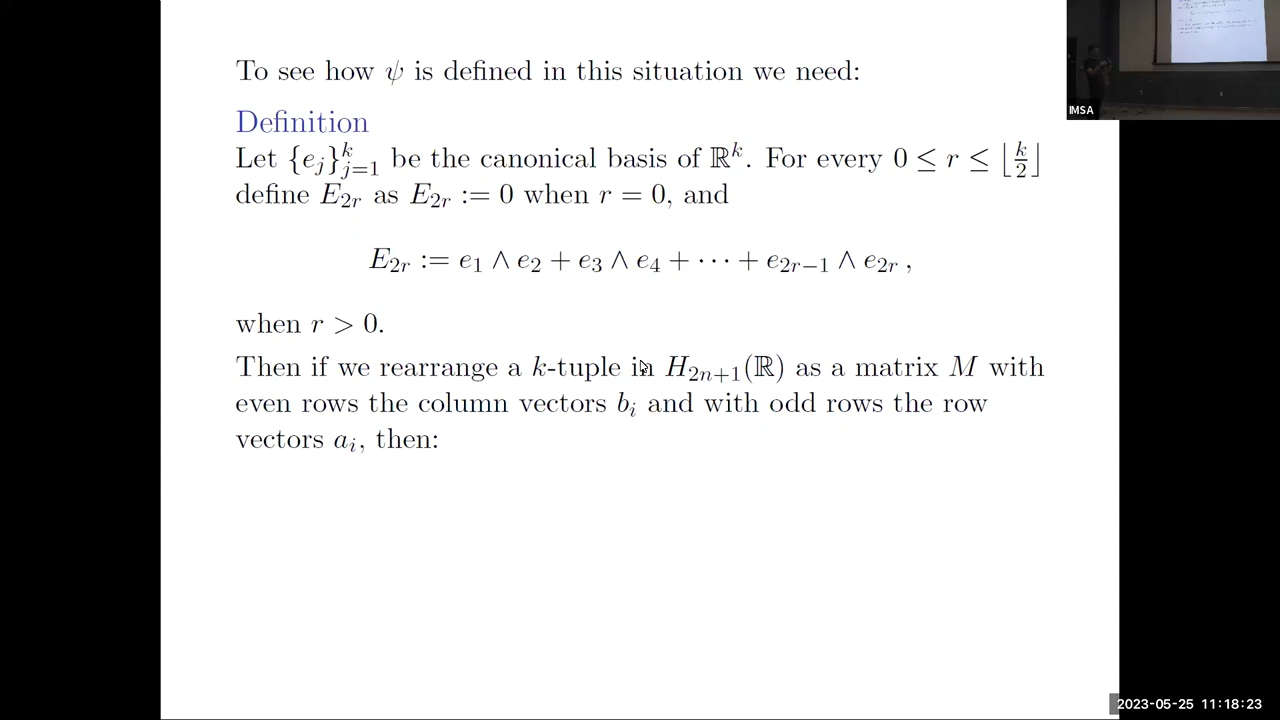 To see how ψ is defined in this situation we need:
IMSA
Definition
Let {e_j}_{j=1}^k be the canonical basis of ℝ^k. For every 0 ≤ r ≤ ⌊k/2⌋
define E_{2r} as E_{2r} := 0 when r = 0, and
E_{2r} := e_1 ∧ e_2 + e_3 ∧ e_4 + ⋯ + e_{2r−1} ∧ e_{2r} ,
when r > 0.
Then if we rearrange a k-tuple in H_{2n+1}(ℝ) as a matrix M with
even rows the column vectors b_i and with odd rows the row
vectors a_i, then:
2023-05-25 11:18:23